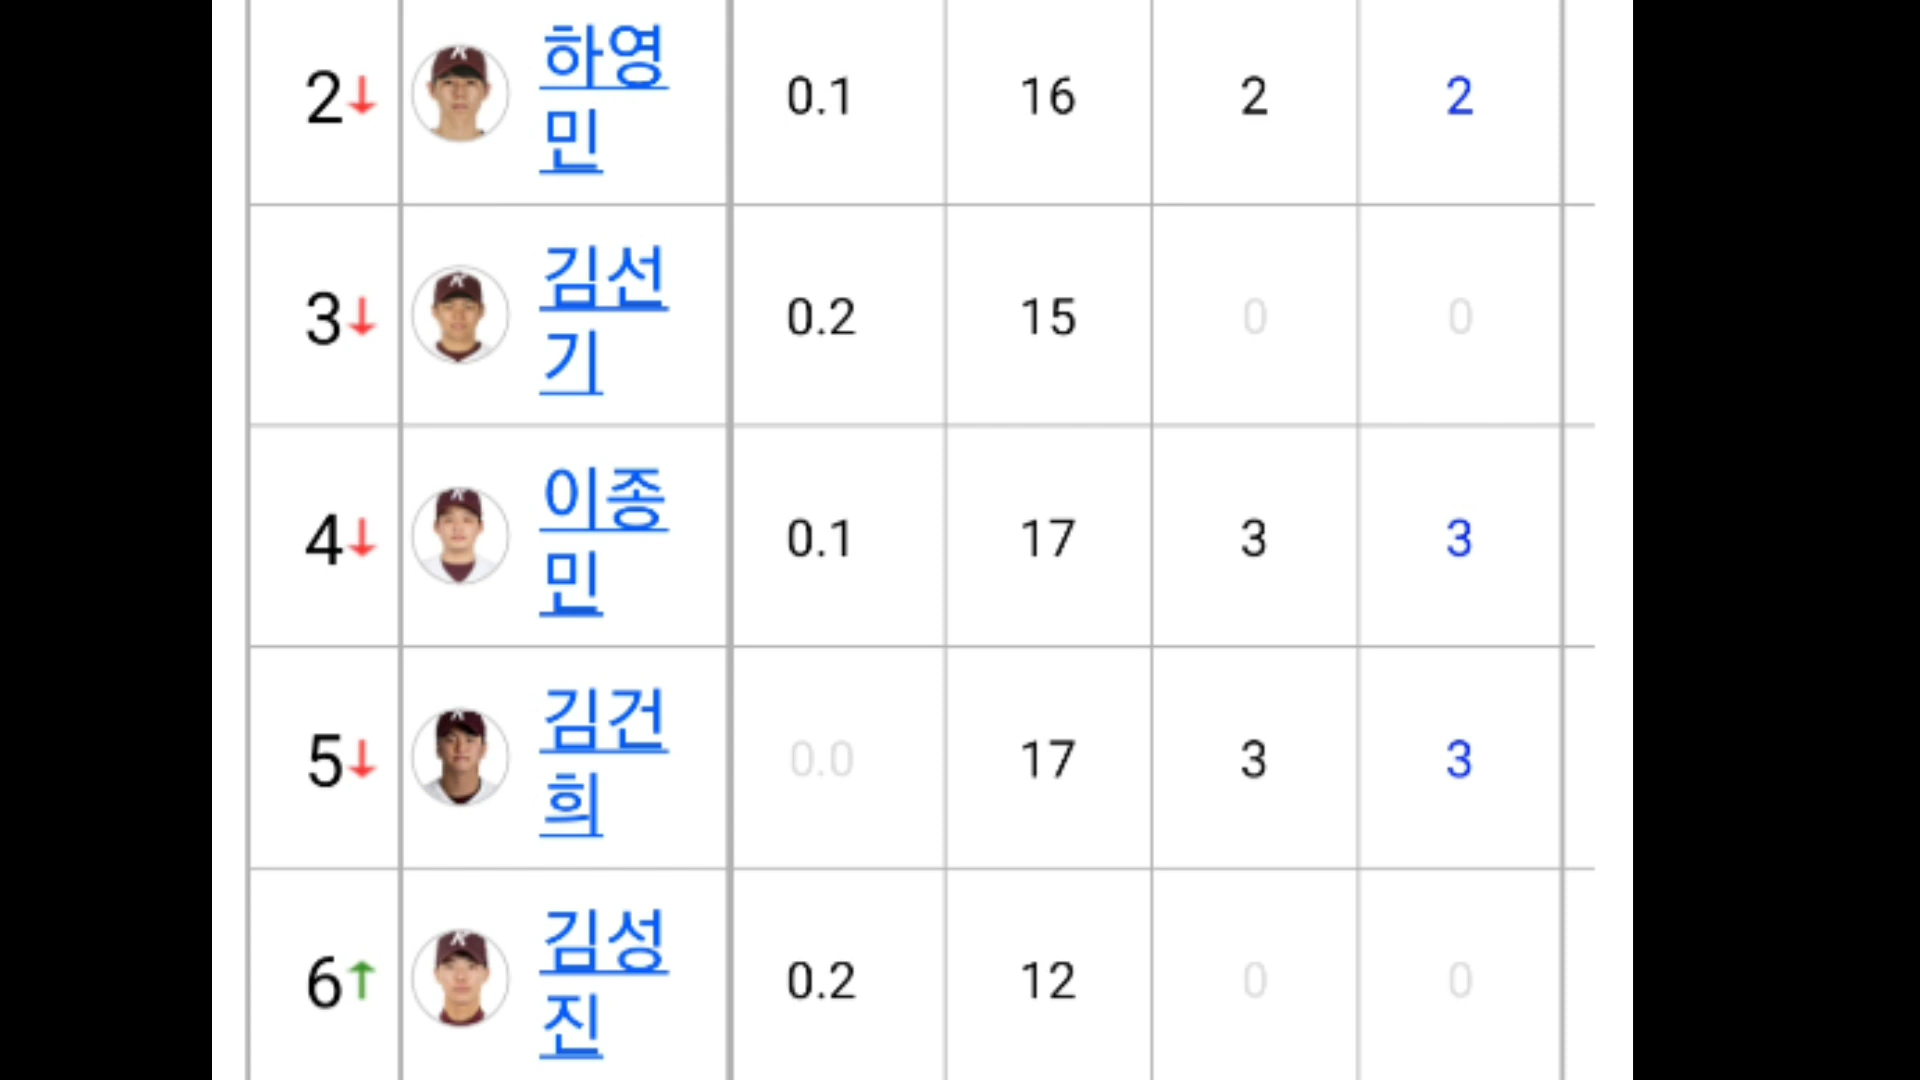 2↓ 하영민 0.1 16 2 2
3↓ 김선기 0.2 15 0 0
4↓ 이종민 0.1 17 3 3
5↓ 김건희 0.0 17 3 3
6↑ 김성진 0.2 12 0 0